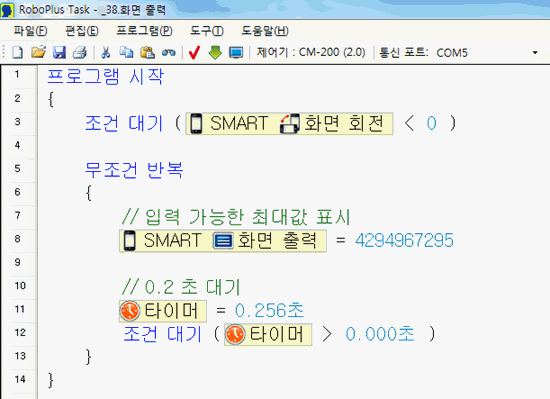 RoboPlus Task - _38.화면 출력
파일(F) 편집(E) 프로그램(P) 도구(T) 도움말(H)
제어기 : CM-200 (2.0) 통신 포트: COM5
1 프로그램 시작
2 {
3 조건 대기 ( SMART 화면 회전 < 0 )
4
5 무조건 반복
6 {
7 // 입력 가능한 최대값 표시
8 SMART 화면 출력 = 4294967295
9
10 // 0.2 초 대기
11 타이머 = 0.256초
12 조건 대기 ( 타이머 > 0.000초 )
13 }
14 }